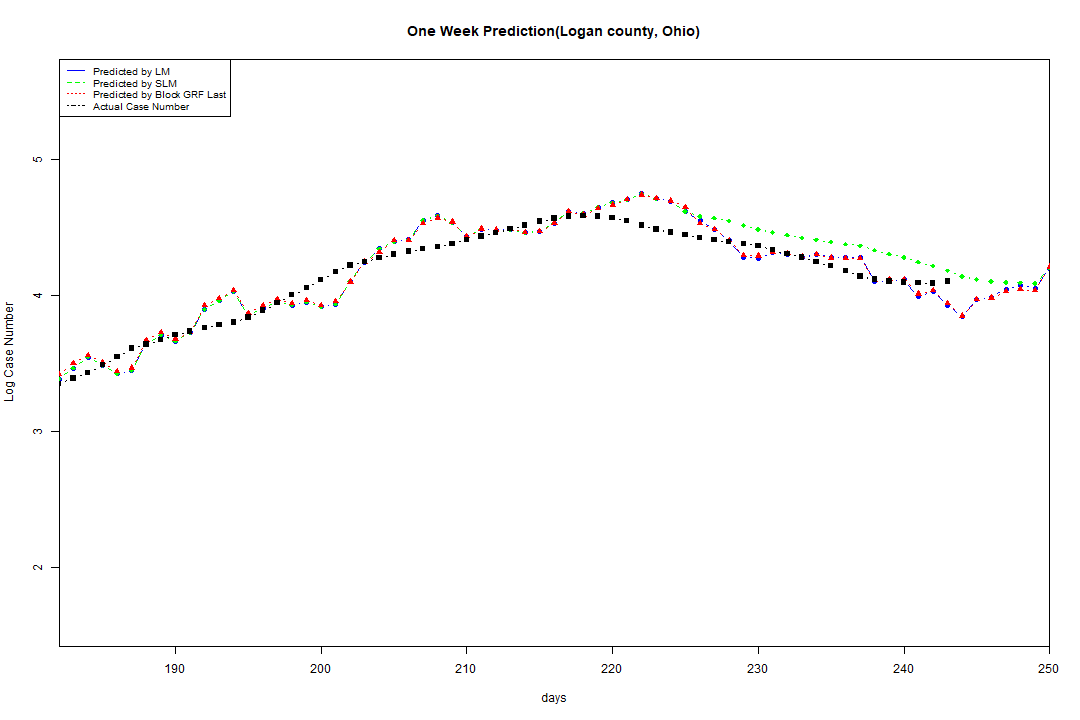 One Week Prediction(Logan county, Ohio)
Predicted by LM
Predicted by SLM
Predicted by Block GRF Last
Actual Case Number
5
4
3
2
Log Case Number
190 200 210 220 230 240 250
days